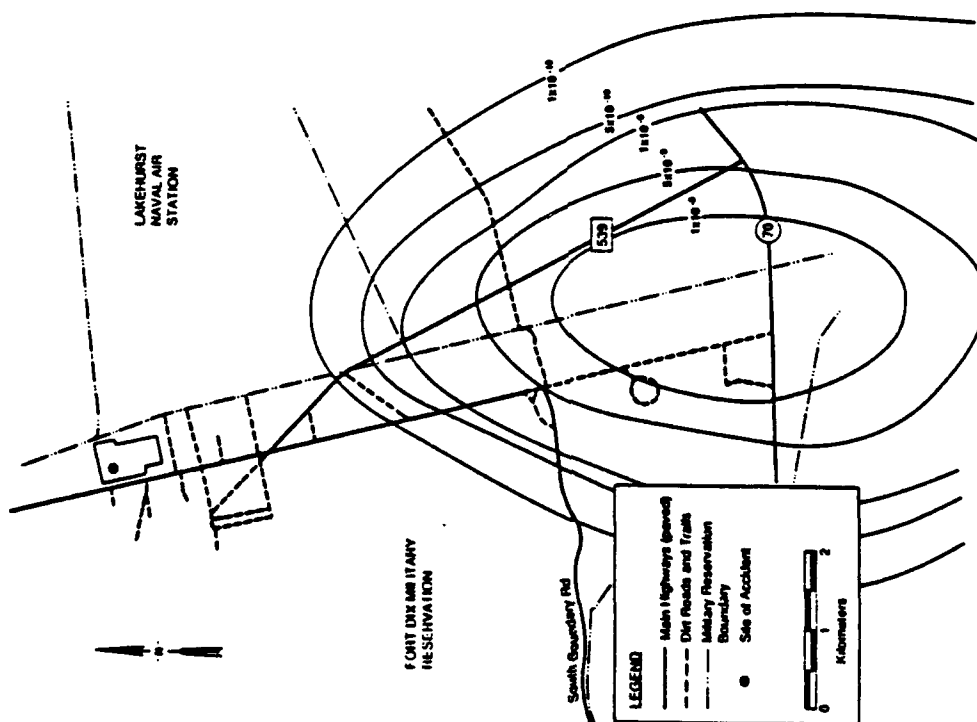 LAKEHURST
NAVAL AIR
STATION
FORT DIX MILITARY
RESERVATION
N
1x10⁻¹⁰
5x10⁻¹⁰
1x10⁻⁹
5x10⁻⁹
1x10⁻⁸
539
70
South Boundary Rd
LEGEND
Main Highways (paved)
Dirt Roads and Trails
Military Reservation
Boundary
Site of Accident
0 1 2
Kilometers